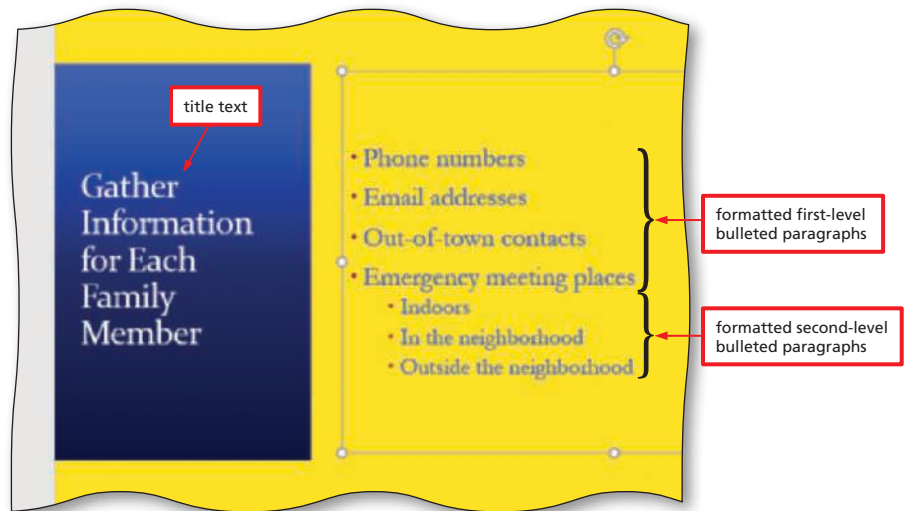 title text
Gather
Information
for Each
Family
Member
• Phone numbers
• Email addresses
• Out-of-town contacts
• Emergency meeting places
• Indoors
• In the neighborhood
• Outside the neighborhood
formatted first-level
bulleted paragraphs
formatted second-level
bulleted paragraphs